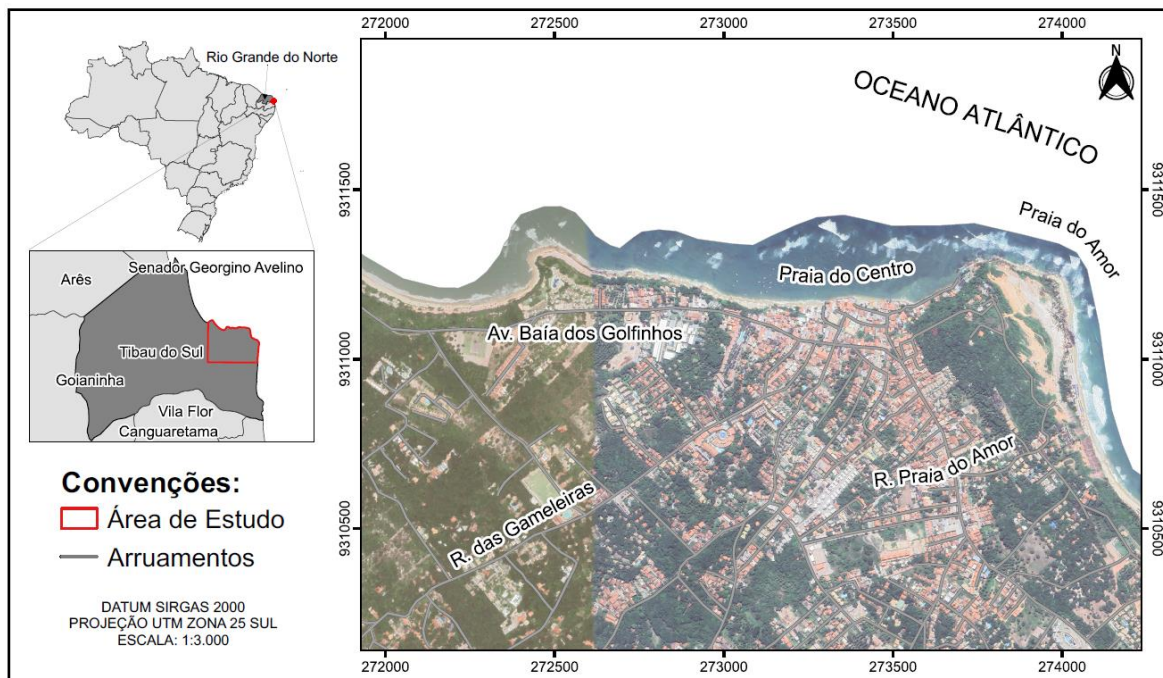 272000
272500
273000
273500
274000
Rio Grande do Norte
N
OCEANO ATLÂNTICO
9311500
9311500
Praia do Amor
Praia do Centro
Senador Georgino Avelino
Arês
Av. Baía dos Golfinhos
Tibau do Sul
9311000
9311000
Goianinha
Vila Flor
Canguaretama
R. Praia do Amor
Convenções:
Área de Estudo
R. das Gameleiras
9310500
9310500
Arruamentos
DATUM SIRGAS 2000
PROJEÇÃO UTM ZONA 25 SUL
ESCALA: 1:3.000
272000
272500
273000
273500
274000